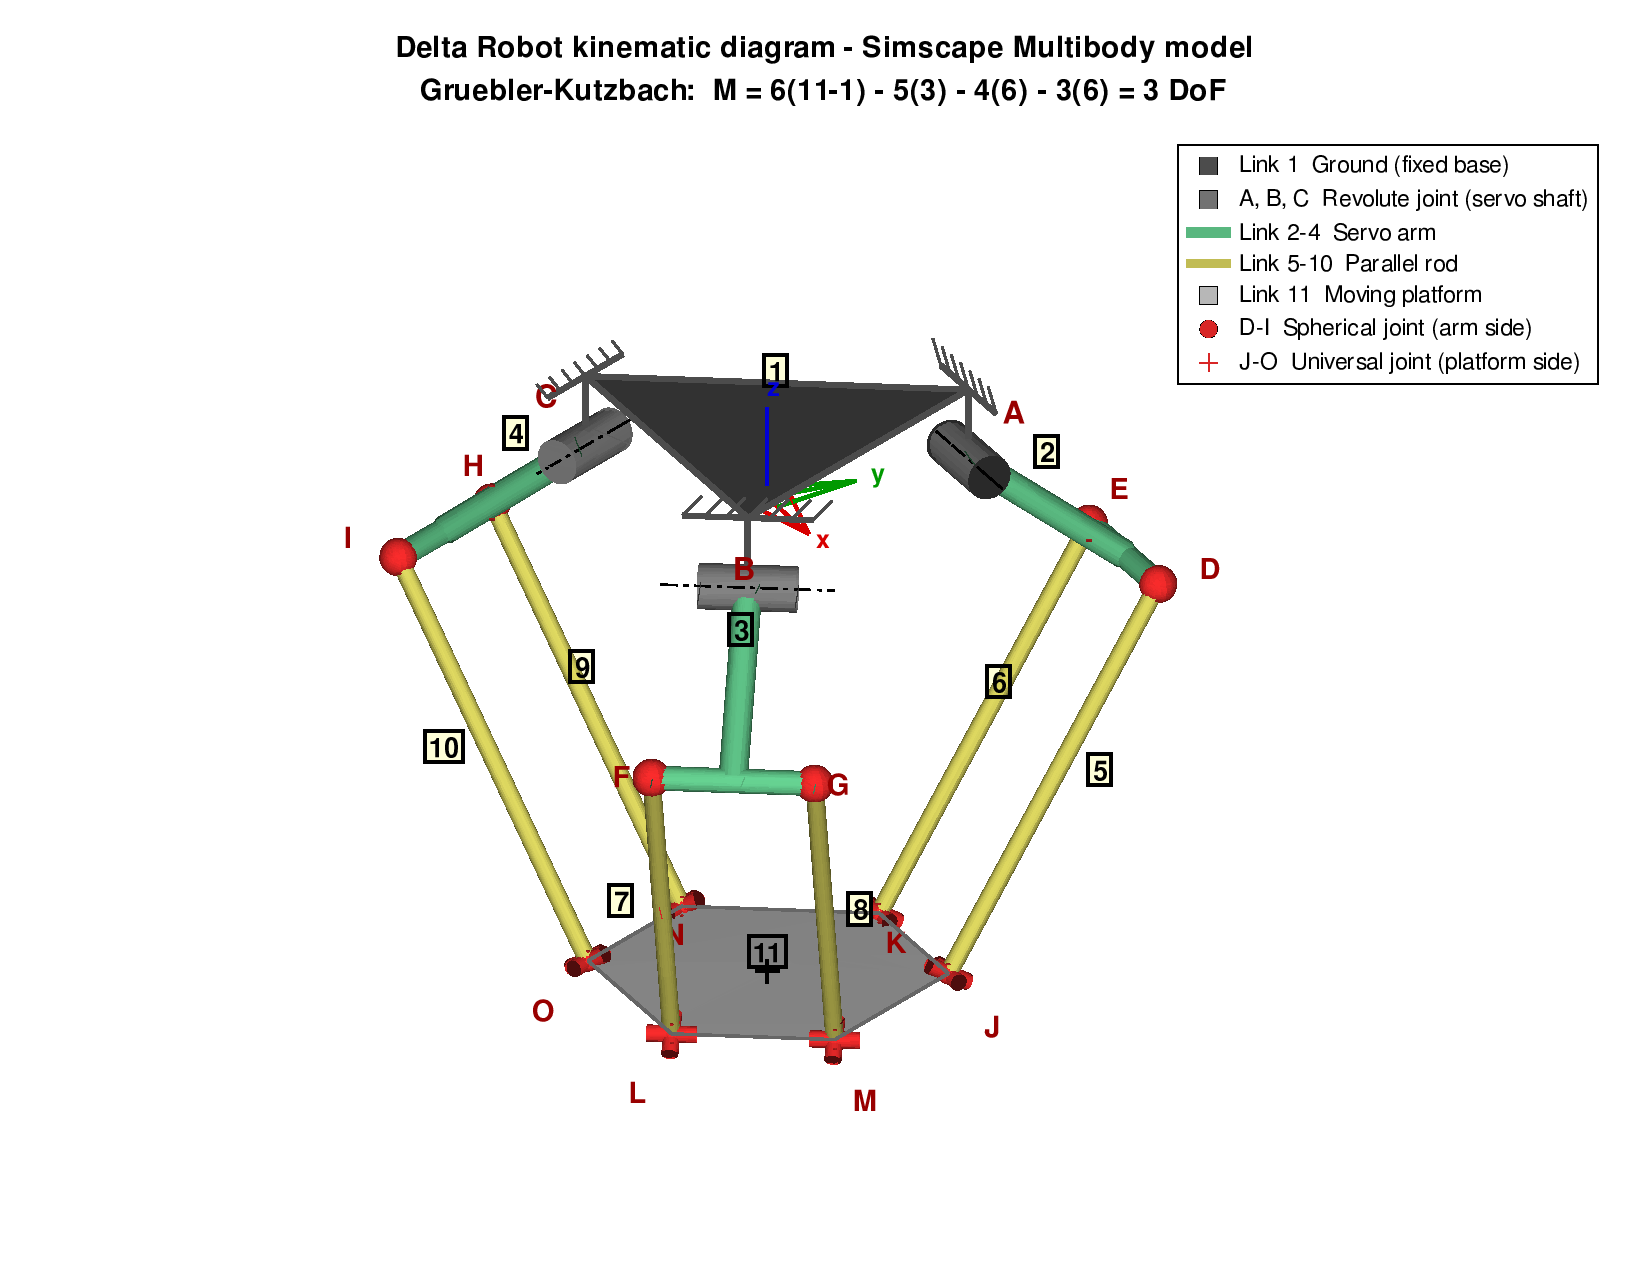 Delta Robot kinematic diagram - Simscape Multibody model
Gruebler-Kutzbach:  M = 6(11-1) - 5(3) - 4(6) - 3(6) = 3 DoF
Link 1  Ground (fixed base)
A, B, C  Revolute joint (servo shaft)
Link 2-4  Servo arm
Link 5-10  Parallel rod
Link 11  Moving platform
D-I  Spherical joint (arm side)
J-O  Universal joint (platform side)
1
z
C
A
4
2
H
y
E
I
x
B
D
3
9
6
10
5
F
G
7
8
N
K
11
O
J
L
M